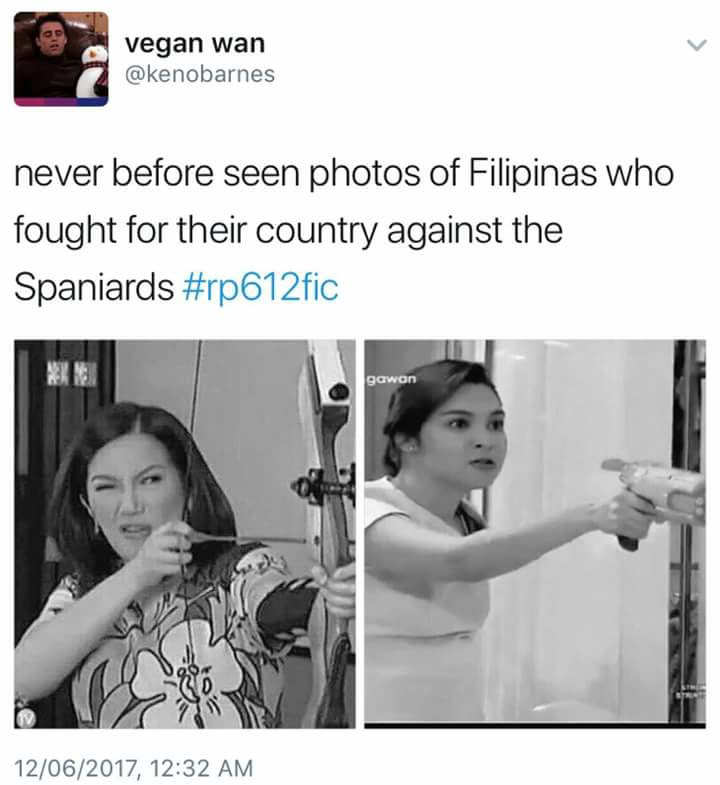 vegan wan
@kenobarnes
never before seen photos of Filipinas who
fought for their country against the
Spaniards #rp612fic
gawan
TV
12/06/2017, 12:32 AM